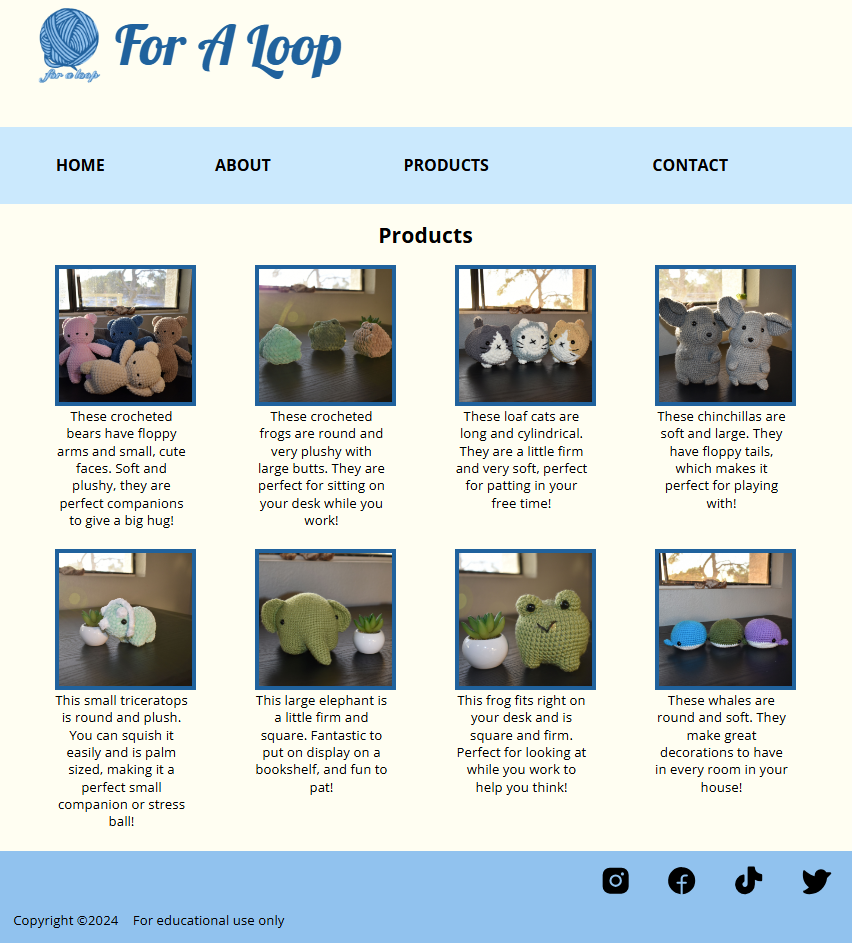 for a loop
For A Loop
HOME ABOUT PRODUCTS CONTACT
Products
These crocheted
bears have floppy
arms and small, cute
faces. Soft and
plushy, they are
perfect companions
to give a big hug!
These crocheted
frogs are round and
very plushy with
large butts. They are
perfect for sitting on
your desk while you
work!
These loaf cats are
long and cylindrical.
They are a little firm
and very soft, perfect
for patting in your
free time!
These chinchillas are
soft and large. They
have floppy tails,
which makes it
perfect for playing
with!
This small triceratops
is round and plush.
You can squish it
easily and is palm
sized, making it a
perfect small
companion or stress
ball!
This large elephant is
a little firm and
square. Fantastic to
put on display on a
bookshelf, and fun to
pat!
This frog fits right on
your desk and is
square and firm.
Perfect for looking at
while you work to
help you think!
These whales are
round and soft. They
make great
decorations to have
in every room in your
house!
Copyright ©2024 For educational use only